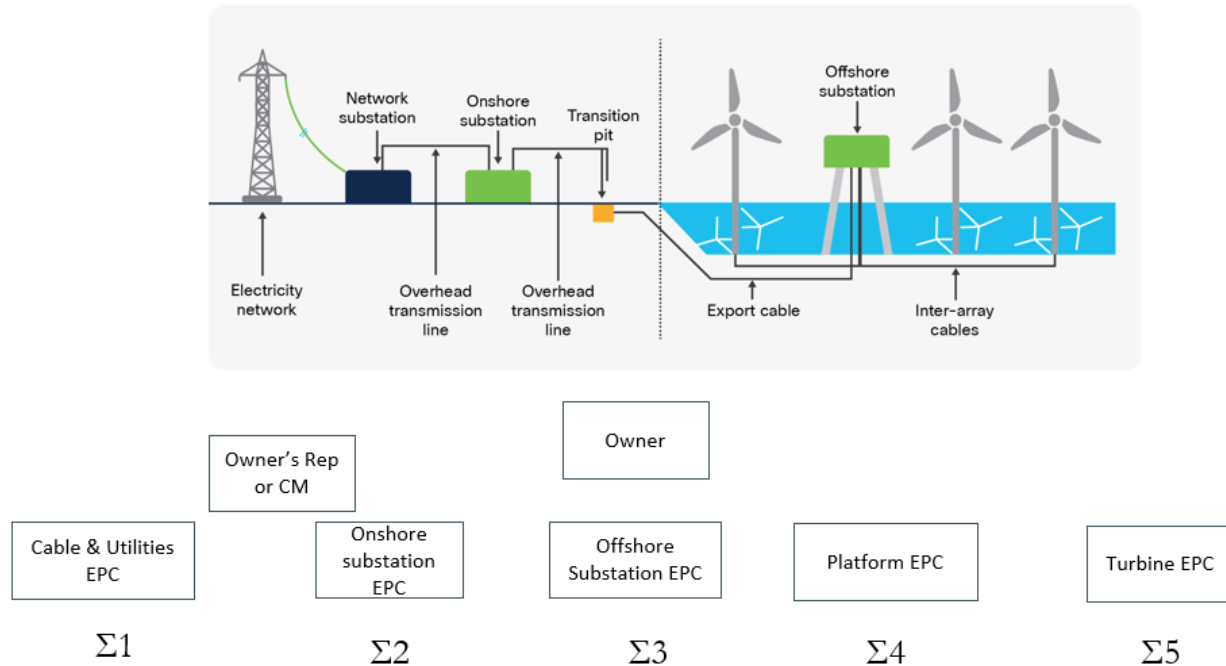 Network
substation
Onshore
substation
Transition
pit
Offshore
substation
Electricity
network
Overhead
transmission
line
Overhead
transmission
line
Export cable
Inter-array
cables
Owner
Owner's Rep
or CM
Cable & Utilities
EPC
Onshore
substation
EPC
Offshore
Substation EPC
Platform EPC
Turbine EPC
Σ1
Σ2
Σ3
Σ4
Σ5